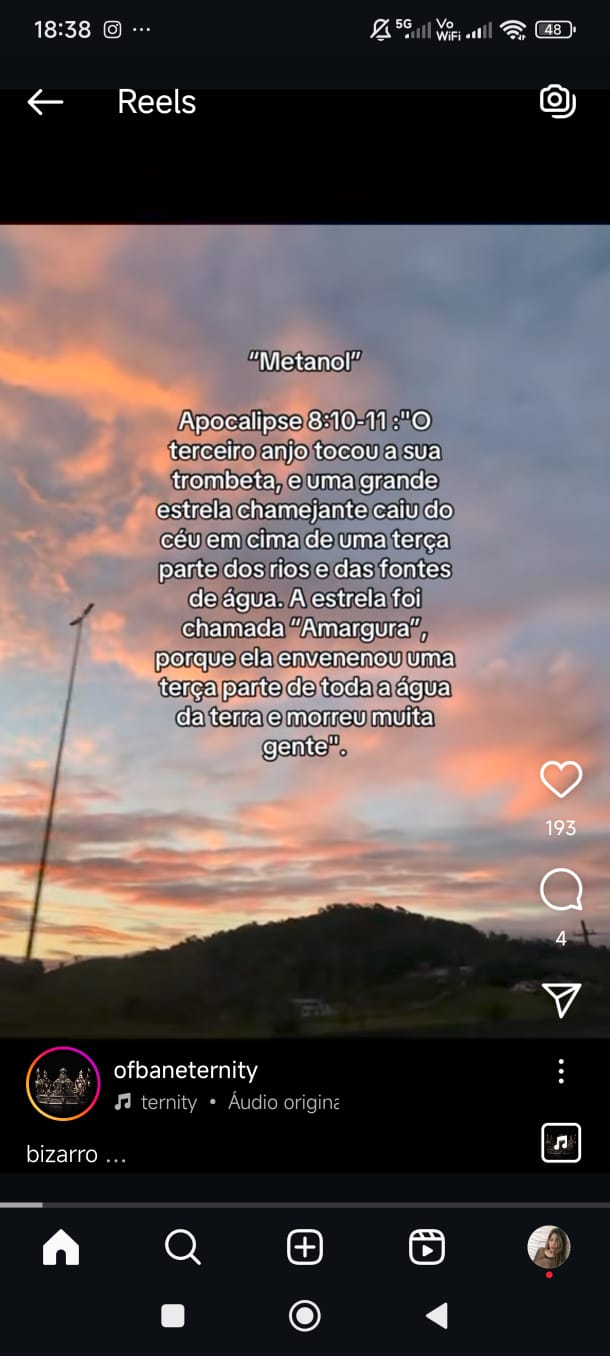 18:38
5G
Vo
WiFi
48
Reels
"Metanol"
Apocalipse 8:10-11 :"O
terceiro anjo tocou a sua
trombeta, e uma grande
estrela chamejante caiu do
céu em cima de uma terça
parte dos rios e das fontes
de água. A estrela foi
chamada "Amargura",
porque ela envenenou uma
terça parte de toda a água
da terra e morreu muita
gente".
193
4
ofbaneternity
ternity • Áudio origina
bizarro ...